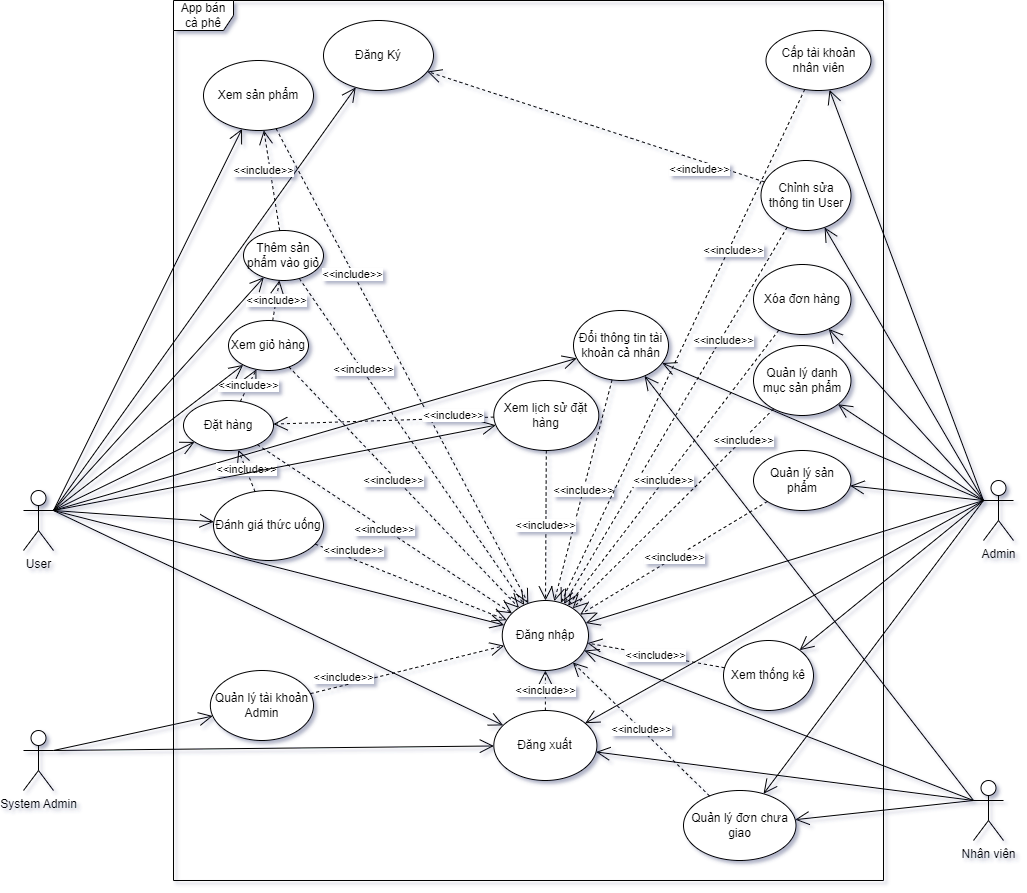 App bán
cà phê
Đăng Ký
Cấp tài khoản
nhân viên
Xem sản phẩm
<<include>>
<<include>>
Chỉnh sửa
thông tin User
Thêm sản
phẩm vào giỏ
<<include>>
<<include>>
<<include>>
Xóa đơn hàng
Xem giỏ hàng
Đổi thông tin tài
khoản cá nhân
<<include>>
<<include>>
Quản lý danh
mục sản phẩm
<<include>>
Đặt hàng
Xem lịch sử đặt
hàng
<<include>>
<<include>>
<<include>>
Quản lý sản
phẩm
<<include>>
<<include>>
<<include>>
Đánh giá thức uống
<<include>>
<<include>>
<<include>>
<<include>>
User
Admin
Đăng nhập
<<include>>
Xem thống kê
<<include>>
<<include>>
Quản lý tài khoản
Admin
<<include>>
Đăng xuất
System Admin
Quản lý đơn chưa
giao
Nhân viên